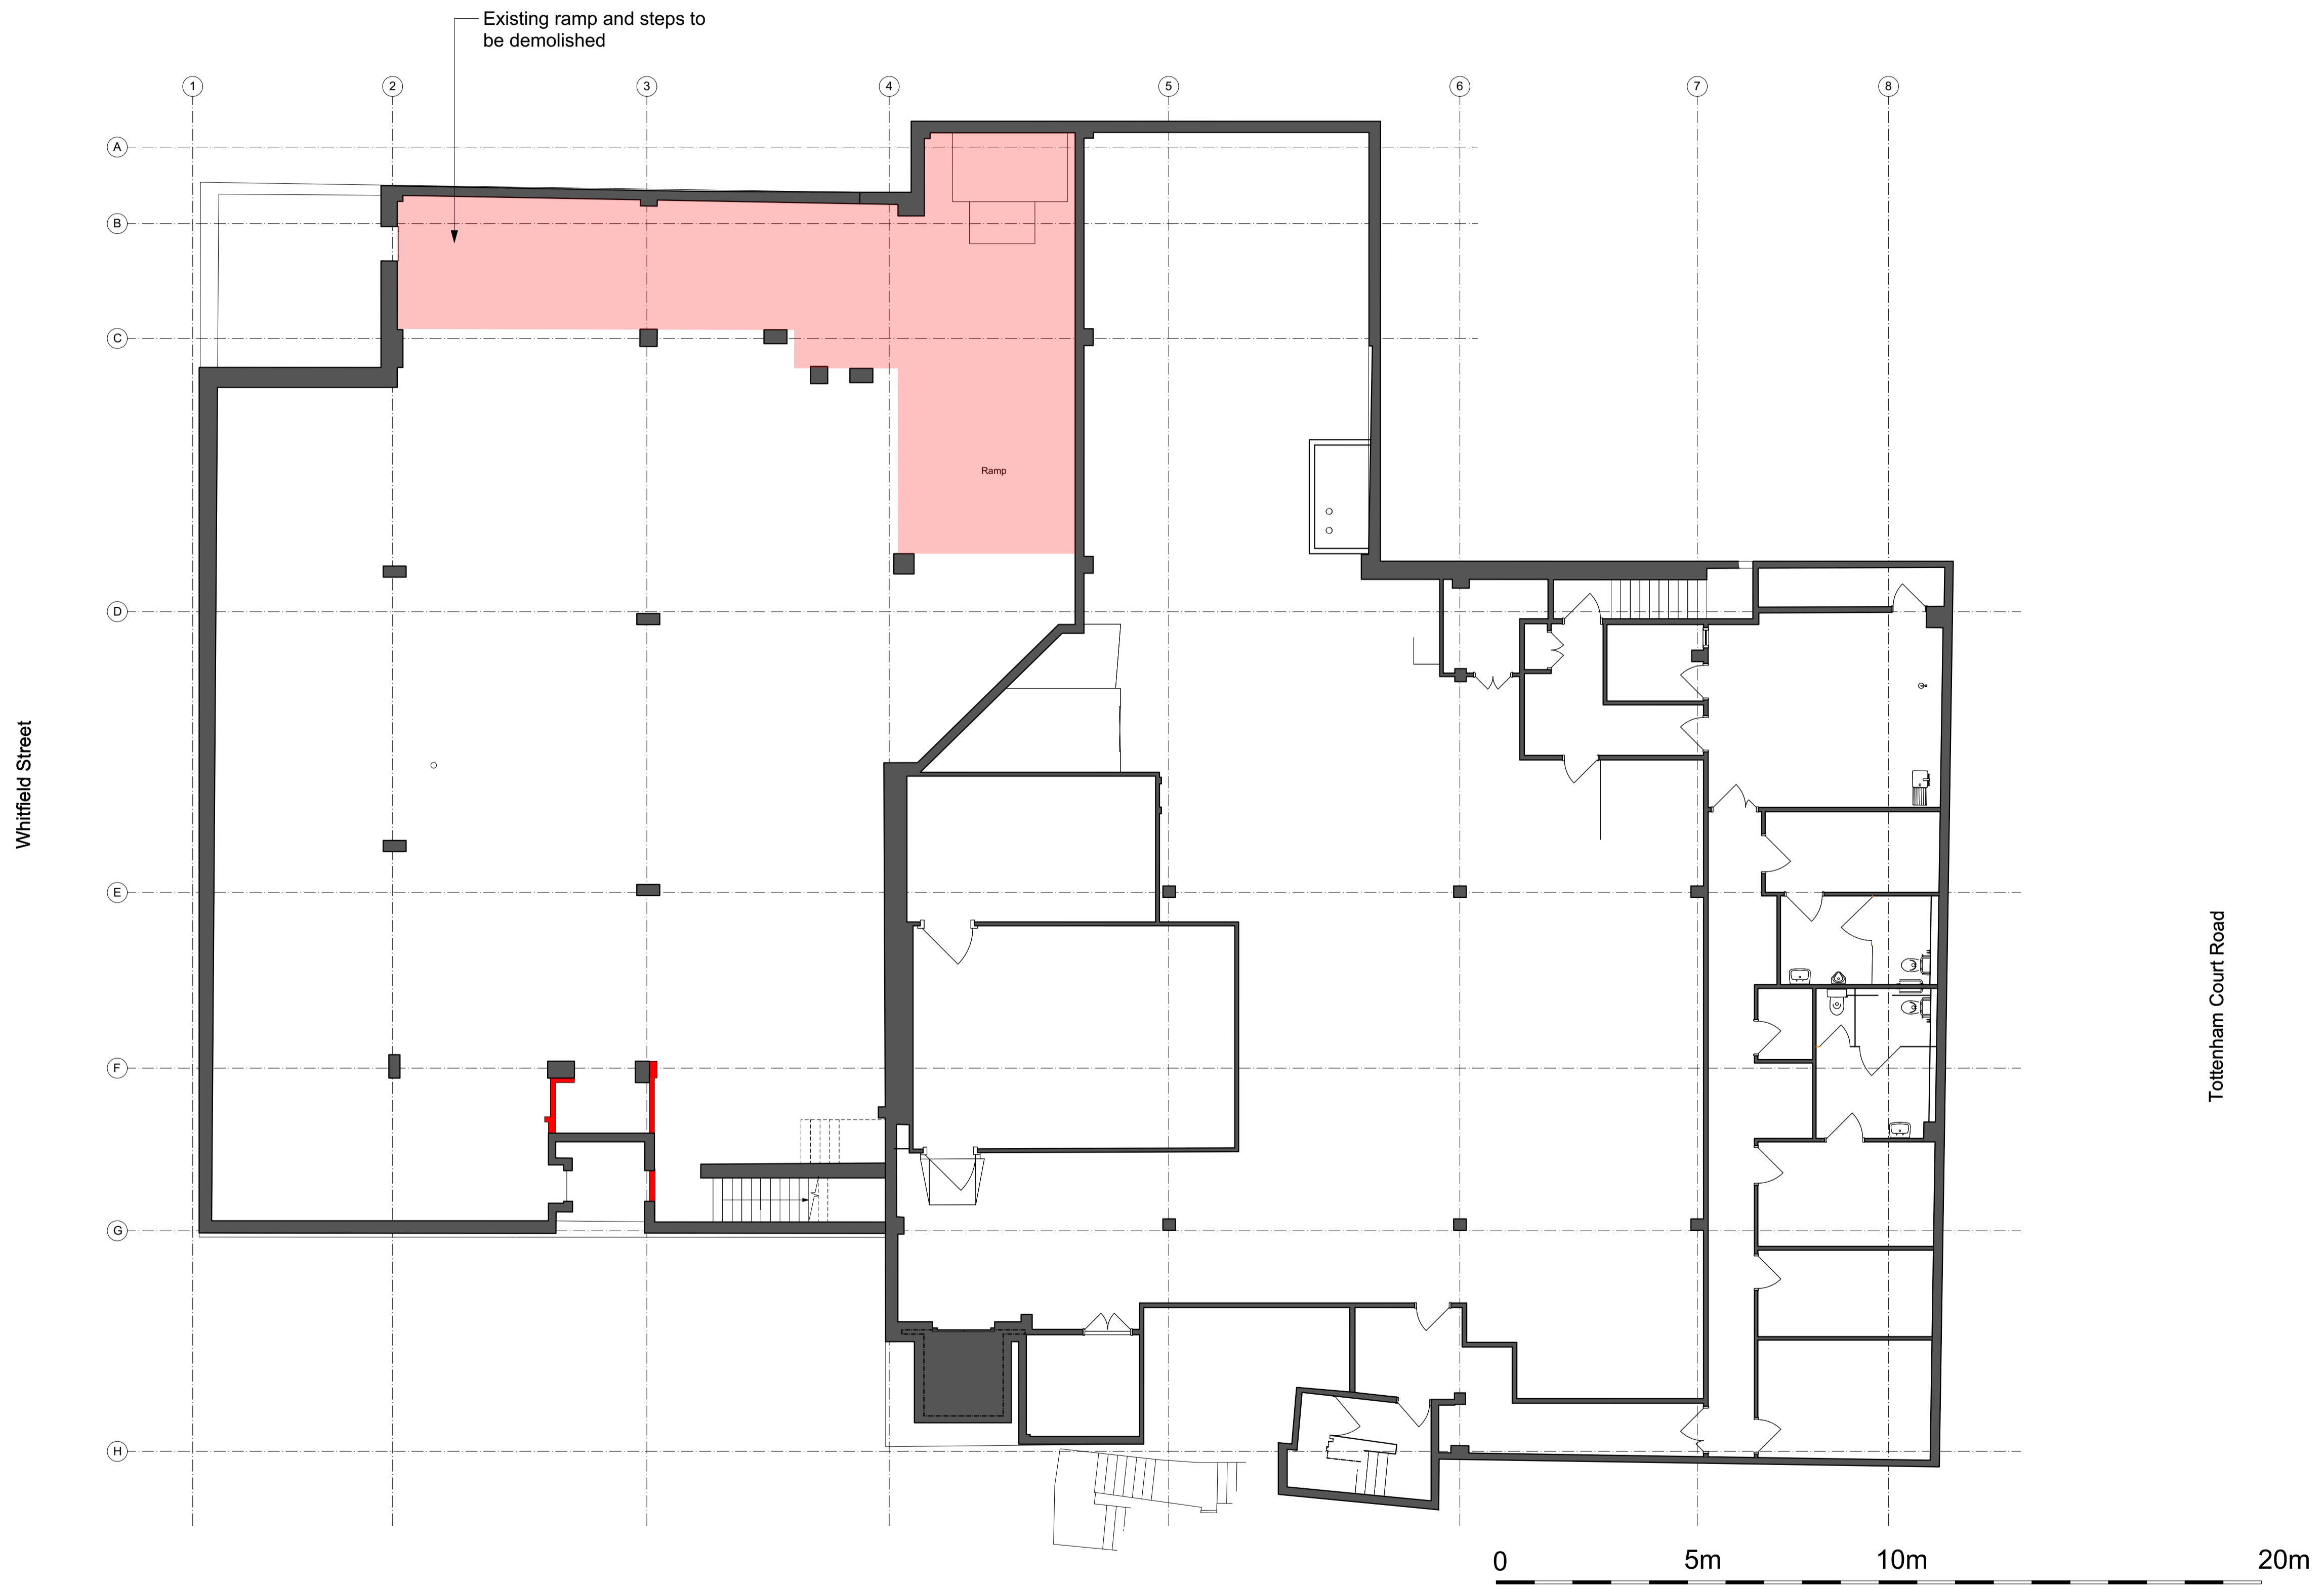 Existing ramp and steps to
be demolished
1
2
3
4
5
6
7
8
A
B
C
Ramp
D
Whitfield Street
E
Tottenham Court Road
F
G
H
0
5m
10m
20m